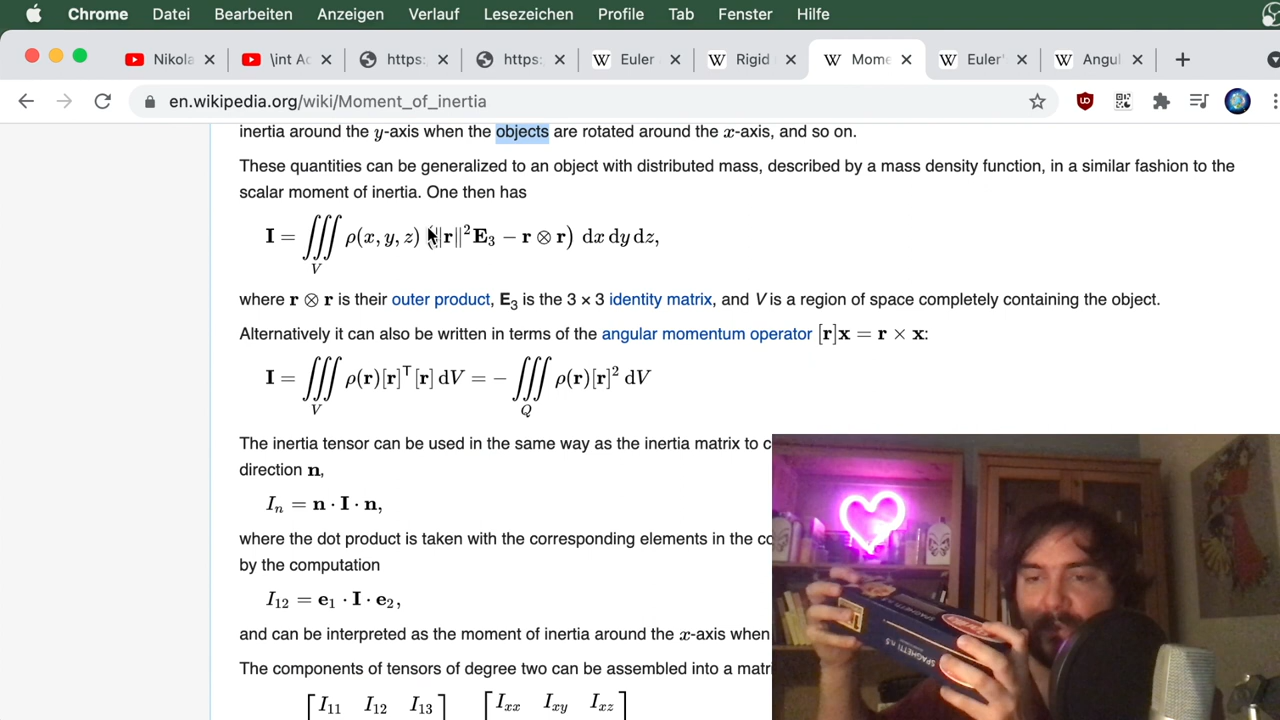 Chrome Datei Bearbeiten Anzeigen Verlauf Lesezeichen Profile Tab Fenster Hilfe
Nikola \int Ac https: https: Euler Rigid Mome Euler' Angul
en.wikipedia.org/wiki/Moment_of_inertia
inertia around the y-axis when the objects are rotated around the x-axis, and so on.
These quantities can be generalized to an object with distributed mass, described by a mass density function, in a similar fashion to the
scalar moment of inertia. One then has
I = ∭_V ρ(x, y, z) (‖r‖² E₃ − r ⊗ r) dx dy dz,
where r ⊗ r is their outer product, E₃ is the 3 × 3 identity matrix, and V is a region of space completely containing the object.
Alternatively it can also be written in terms of the angular momentum operator [r]x = r × x:
I = ∭_V ρ(r)[r]ᵀ[r] dV = − ∭_Q ρ(r)[r]² dV
The inertia tensor can be used in the same way as the inertia matrix to c
direction n,
Iₙ = n · I · n,
where the dot product is taken with the corresponding elements in the co
by the computation
I₁₂ = e₁ · I · e₂,
and can be interpreted as the moment of inertia around the x-axis when
The components of tensors of degree two can be assembled into a matri
I₁₁ I₁₂ I₁₃ I_xx I_xy I_xz
SPAGHETTI n.5